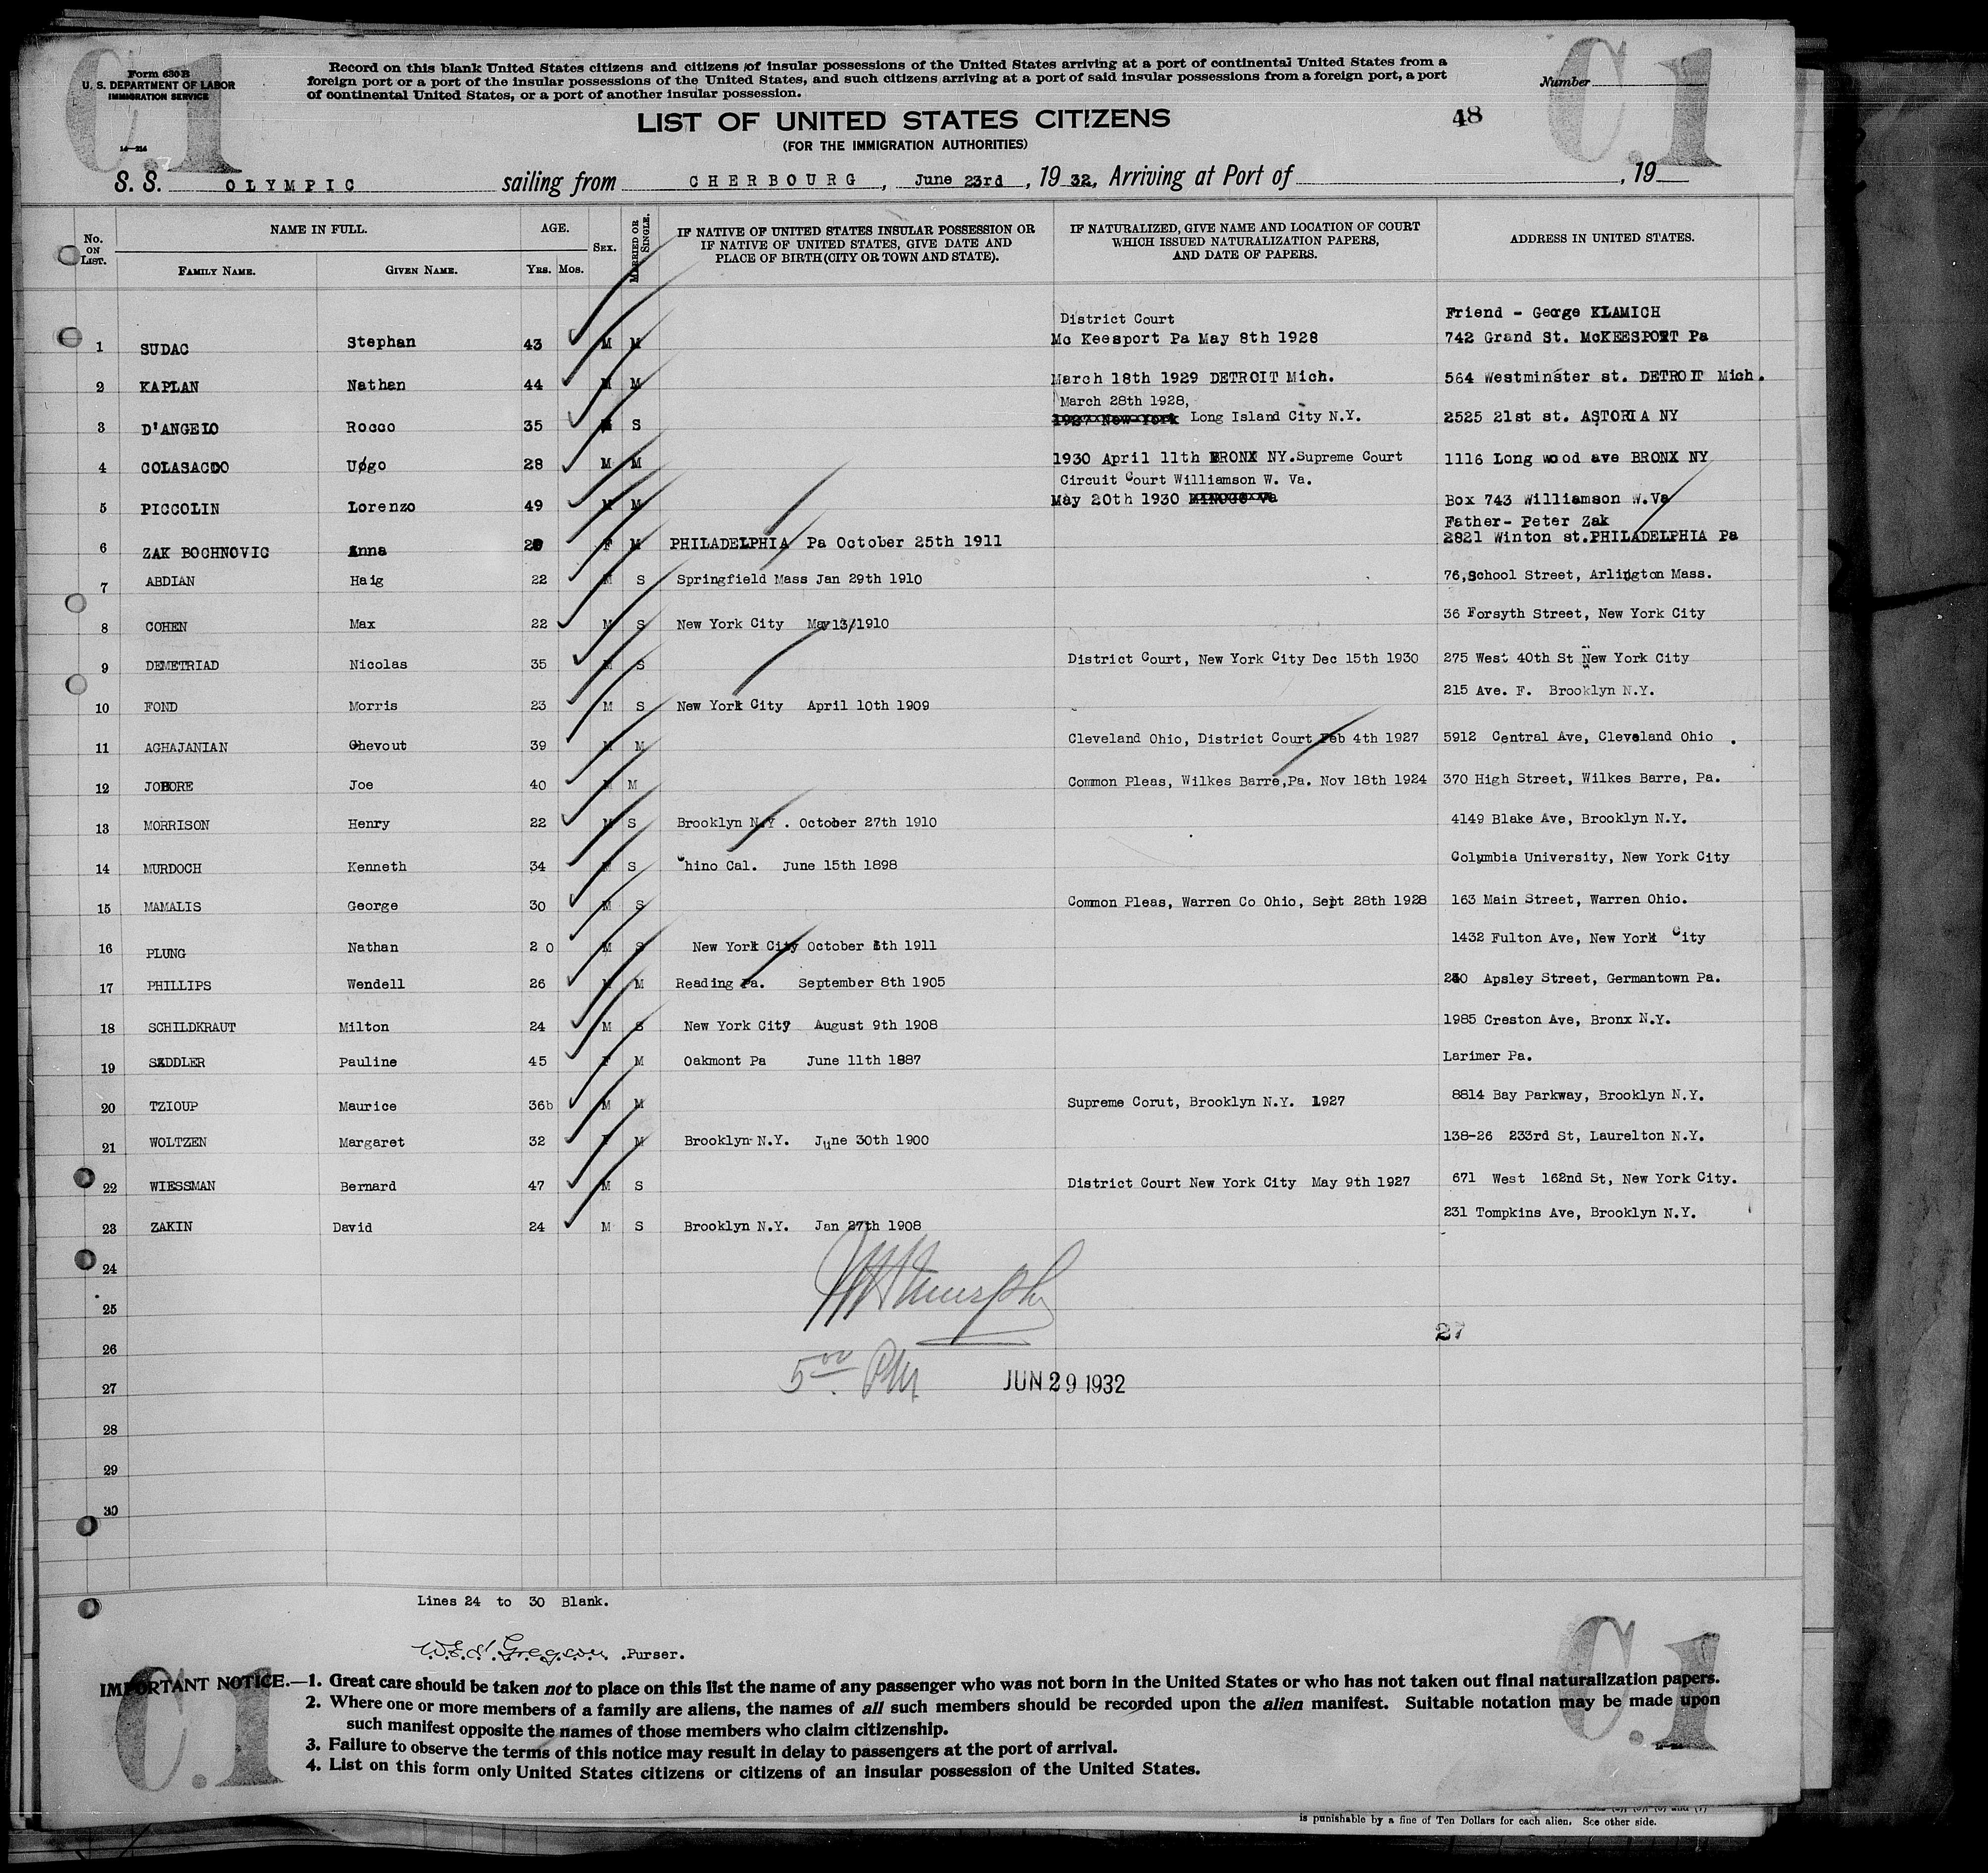 C.1
C.1
Form 630 B
U. S. DEPARTMENT OF LABOR
IMMIGRATION SERVICE
14—214
Record on this blank United States citizens and citizens of insular possessions of the United States arriving at a port of continental United States from a
foreign port or a port of the insular possessions of the United States, and such citizens arriving at a port of said insular possessions from a foreign port, a port
of continental United States, or a port of another insular possession.
Number
LIST OF UNITED STATES CITIZENS
48
(FOR THE IMMIGRATION AUTHORITIES)
S. S. OLYMPIC sailing from CHERBOURG, June 23rd, 19 32, Arriving at Port of , 19
No. ON LIST. NAME IN FULL. FAMILY NAME. GIVEN NAME. AGE. YRS. MOS. SEX. MARRIED OR SINGLE. IF NATIVE OF UNITED STATES INSULAR POSSESSION OR IF NATIVE OF UNITED STATES, GIVE DATE AND PLACE OF BIRTH (CITY OR TOWN AND STATE). IF NATURALIZED, GIVE NAME AND LOCATION OF COURT WHICH ISSUED NATURALIZATION PAPERS, AND DATE OF PAPERS. ADDRESS IN UNITED STATES.
District Court Friend - George KLAMICH
1 SUDAC Stephan 43 M M Mc Keesport Pa May 8th 1928 742 Grand St. McKEESPORT Pa
2 KAPLAN Nathan 44 M M March 18th 1929 DETROIT Mich. 564 Westminster st. DETROIT Mich.
March 28th 1928,
3 D'ANGELO Rocco 35 M S 1927 New York Long Island City N.Y. 2525 21st st. ASTORIA NY
4 COLASACCO Uogo 28 M M 1930 April 11th BRONX NY.Supreme Court 1116 Long wood ave BRONX NY
Circuit Court Williamson W. Va.
5 PICCOLIN Lorenzo 49 M M May 20th 1930 Va Box 743 Williamson W.Va
Father- Peter Zak
6 ZAK BOCHNOVIC Anna 20 F M PHILADELPHIA Pa October 25th 1911 2821 Winton st.PHILADELPHIA Pa
7 ABDIAN Haig 22 M S Springfield Mass Jan 29th 1910 76,School Street, Arlington Mass.
8 COHEN Max 22 M S New York City May 13/1910 36 Forsyth Street, New York City
9 DEMETRIAD Nicolas 35 M S District Court, New York City Dec 15th 1930 275 West 40th St New York City
10 FOND Morris 23 M S New York City April 10th 1909 215 Ave. F. Brooklyn N.Y.
11 AGHAJANIAN Ghevout 39 M M Cleveland Ohio, District Court Feb 4th 1927 5912 Central Ave, Cleveland Ohio .
12 JOHORE Joe 40 M M Common Pleas, Wilkes Barre,Pa. Nov 18th 1924 370 High Street, Wilkes Barre, Pa.
13 MORRISON Henry 22 M S Brooklyn N.Y . October 27th 1910 4149 Blake Ave, Brooklyn N.Y.
14 MURDOCH Kenneth 34 M S Chino Cal. June 15th 1898 Columbia University, New York City
15 MAMALIS George 30 M S Common Pleas, Warren Co Ohio, Sept 28th 1928 163 Main Street, Warren Ohio.
16 PLUNG Nathan 2 0 M S New York City October 6th 1911 1432 Fulton Ave, New York City
17 PHILLIPS Wendell 26 M M Reading Pa. September 8th 1905 230 Apsley Street, Germantown Pa.
18 SCHILDKRAUT Milton 24 M S New York City August 9th 1908 1985 Creston Ave, Bronx N.Y.
19 SADDLER Pauline 45 F M Oakmont Pa June 11th 1887 Larimer Pa.
20 TZIOUP Maurice 36b M M Supreme Corut, Brooklyn N.Y. 1927 8814 Bay Parkway, Brooklyn N.Y.
21 WOLTZEN Margaret 32 F M Brooklyn N.Y. June 30th 1900 138-26 233rd St, Laurelton N.Y.
22 WIESSMAN Bernard 47 M S District Court New York City May 9th 1927 671 West 162nd St, New York City.
23 ZAKIN David 24 M S Brooklyn N.Y. Jan 27th 1908 231 Tompkins Ave, Brooklyn N.Y.
24
25
Murphy
26
27
27
5 00 PM JUN 29 1932
28
29
30
Lines 24 to 30 Blank.
Purser.
IMPORTANT NOTICE.—1. Great care should be taken not to place on this list the name of any passenger who was not born in the United States or who has not taken out final naturalization papers.
2. Where one or more members of a family are aliens, the names of all such members should be recorded upon the alien manifest. Suitable notation may be made upon
such manifest opposite the names of those members who claim citizenship.
3. Failure to observe the terms of this notice may result in delay to passengers at the port of arrival.
4. List on this form only United States citizens or citizens of an insular possession of the United States.
C.1
C.1
is punishable by a fine of Ten Dollars for each alien. See other side.